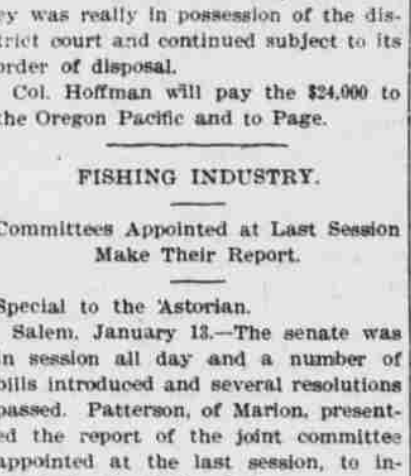 ey was really in possession of the dis-
trict court and continued subject to its
order of disposal.
Col. Hoffman will pay the $24,000 to
the Oregon Pacific and to Page.
FISHING INDUSTRY.
Committees Appointed at Last Session
Make Their Report.
Special to the 'Astorian.
Salem, January 13.—The senate was
in session all day and a number of
bills introduced and several resolutions
passed. Patterson, of Marion, present-
ed the report of the joint committee
appointed at the last session, to in-